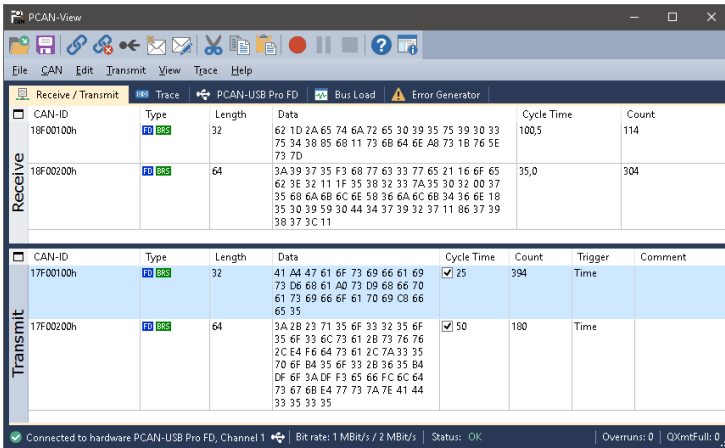 PCAN-View
File CAN Edit Transmit View Trace Help
Receive / Transmit Trace PCAN-USB Pro FD Bus Load Error Generator
CAN-ID Type Length Data Cycle Time Count
Receive
18F00100h FD BRS 32 62 1D 2A 65 74 6A 72 65 30 39 35 75 39 30 33 100,5 114
75 34 38 85 68 11 73 6B 64 6E A8 73 1B 76 5E
73 7D
18F00200h FD BRS 64 3A 39 37 35 F3 68 77 63 33 77 65 21 16 6F 65 35,0 304
62 3E 32 11 1F 35 38 32 33 7A 35 30 32 00 37
35 68 6A 6B 6C 6E 58 36 6A 6C 6B 34 36 6E 18
35 30 39 59 30 44 34 37 39 32 37 11 86 37 39
38 37 3C 11
CAN-ID Type Length Data Cycle Time Count Trigger Comment
Transmit
17F00100h FD BRS 32 41 A4 47 61 6F 73 69 66 61 69 25 394 Time
73 D6 68 61 A0 73 D9 68 66 70
61 73 69 66 6F 61 70 69 C8 66
65 35
17F00200h FD BRS 64 3A 2B 23 71 35 6F 33 32 35 6F 50 180 Time
35 6F 33 6C 73 61 2B 73 76 76
2C E4 F6 64 73 61 2C 7A 33 35
70 6F B4 35 6F 33 2B 36 35 B4
DF 6F 3A DF F3 65 66 FC 6C 64
73 67 6B E4 77 73 7A 7E 41 44
33 35 33 35
Connected to hardware PCAN-USB Pro FD, Channel 1 Bit rate: 1 MBit/s / 2 MBit/s Status: OK Overruns: 0 QXmtFull: 0